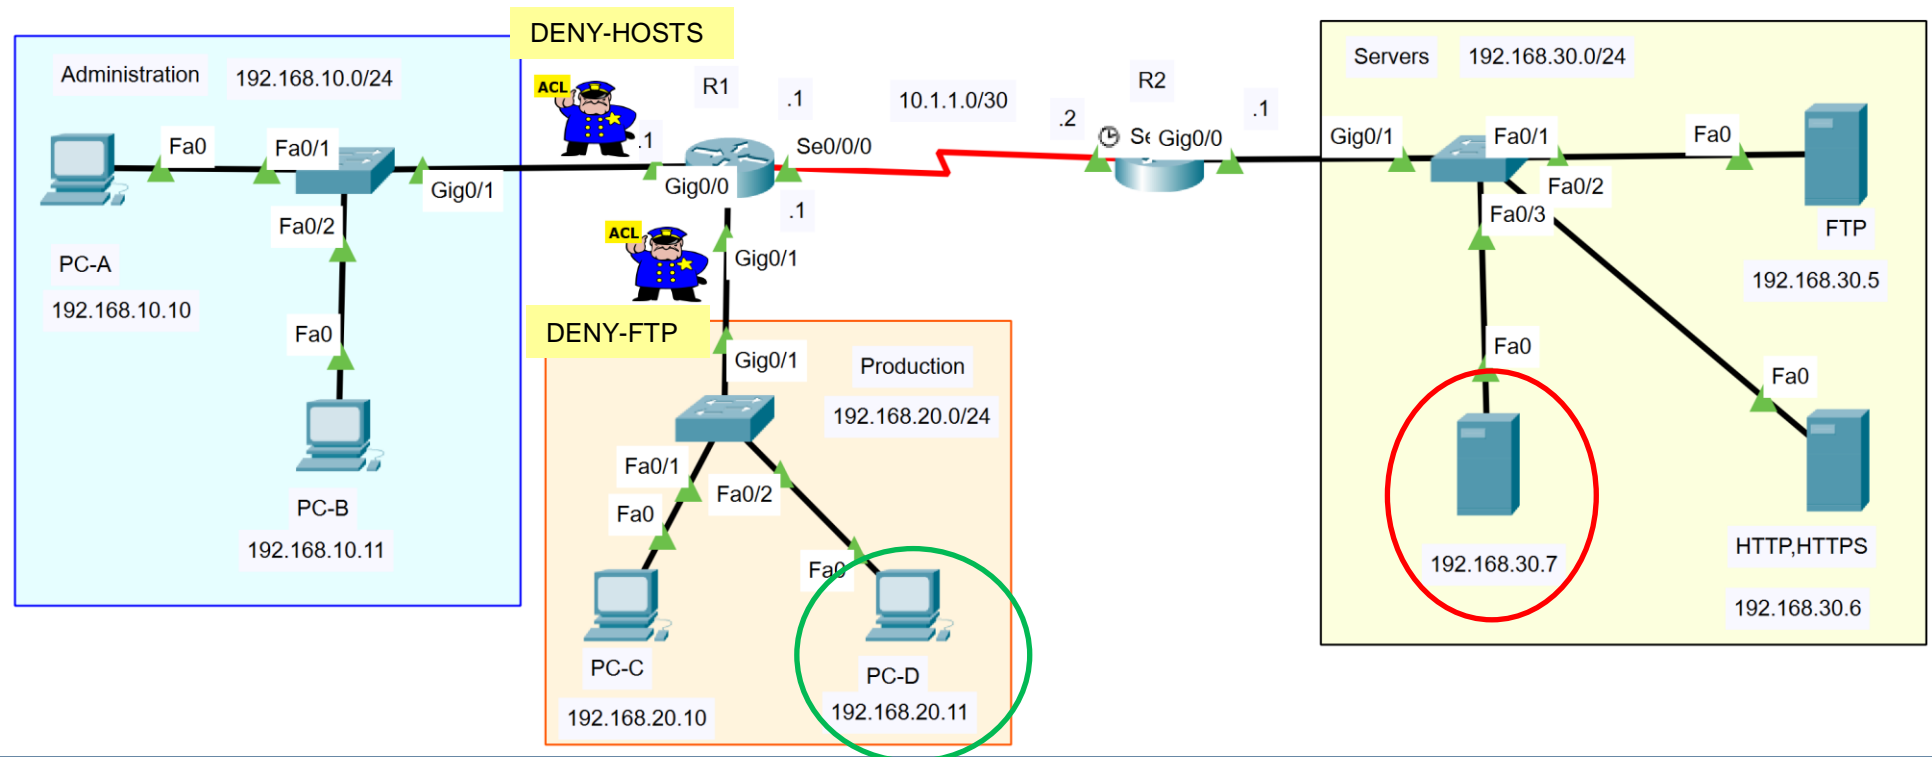 DENY-HOSTS
Administration
192.168.10.0/24
ACL
R1
.1
10.1.1.0/30
.2
R2
.1
Servers
192.168.30.0/24
Fa0
Fa0/1
Gig0/1
.1
Gig0/0
Se0/0/0
Se
Gig0/0
Gig0/1
Fa0/1
Fa0
Fa0/2
.1
Fa0/2
Fa0/3
ACL
Gig0/1
FTP
192.168.30.5
PC-A
192.168.10.10
DENY-FTP
Fa0
Gig0/1
Production
192.168.20.0/24
Fa0
Fa0
Fa0/1
Fa0/2
Fa0
Fa0
PC-B
192.168.10.11
192.168.30.7
HTTP,HTTPS
192.168.30.6
PC-C
192.168.20.10
PC-D
192.168.20.11